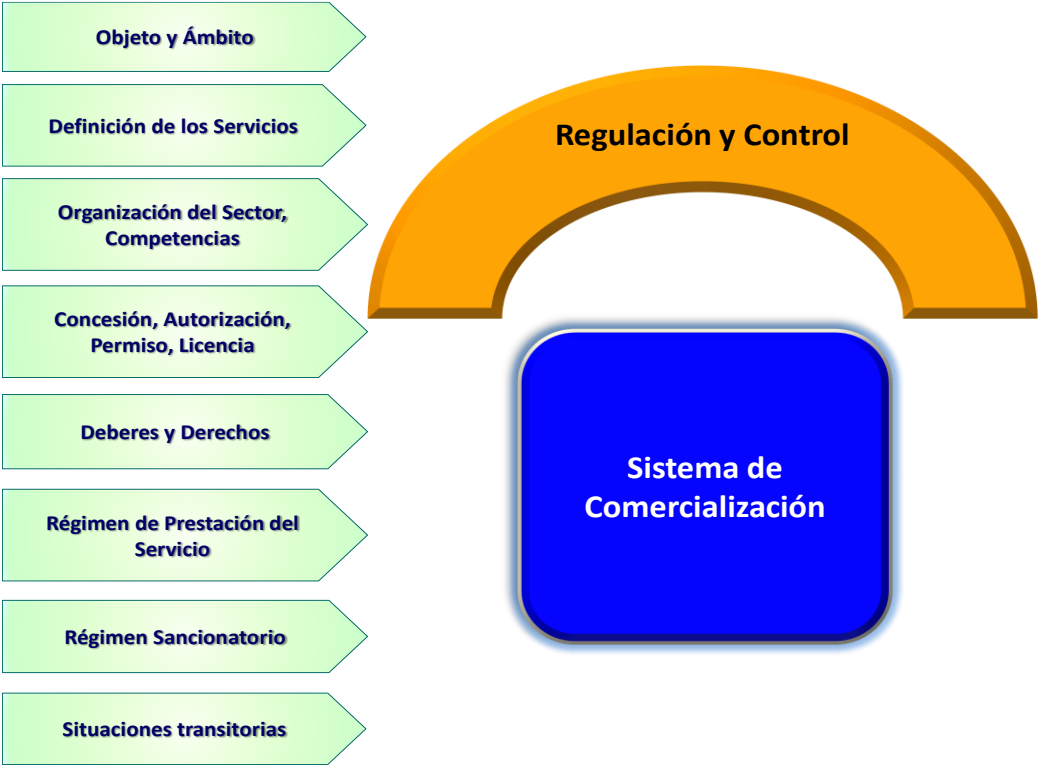 Objeto y Ámbito
Definición de los Servicios
Organización del Sector,
Competencias
Concesión, Autorización,
Permiso, Licencia
Deberes y Derechos
Régimen de Prestación del
Servicio
Régimen Sancionatorio
Situaciones transitorias
Regulación y Control
Sistema de
Comercialización